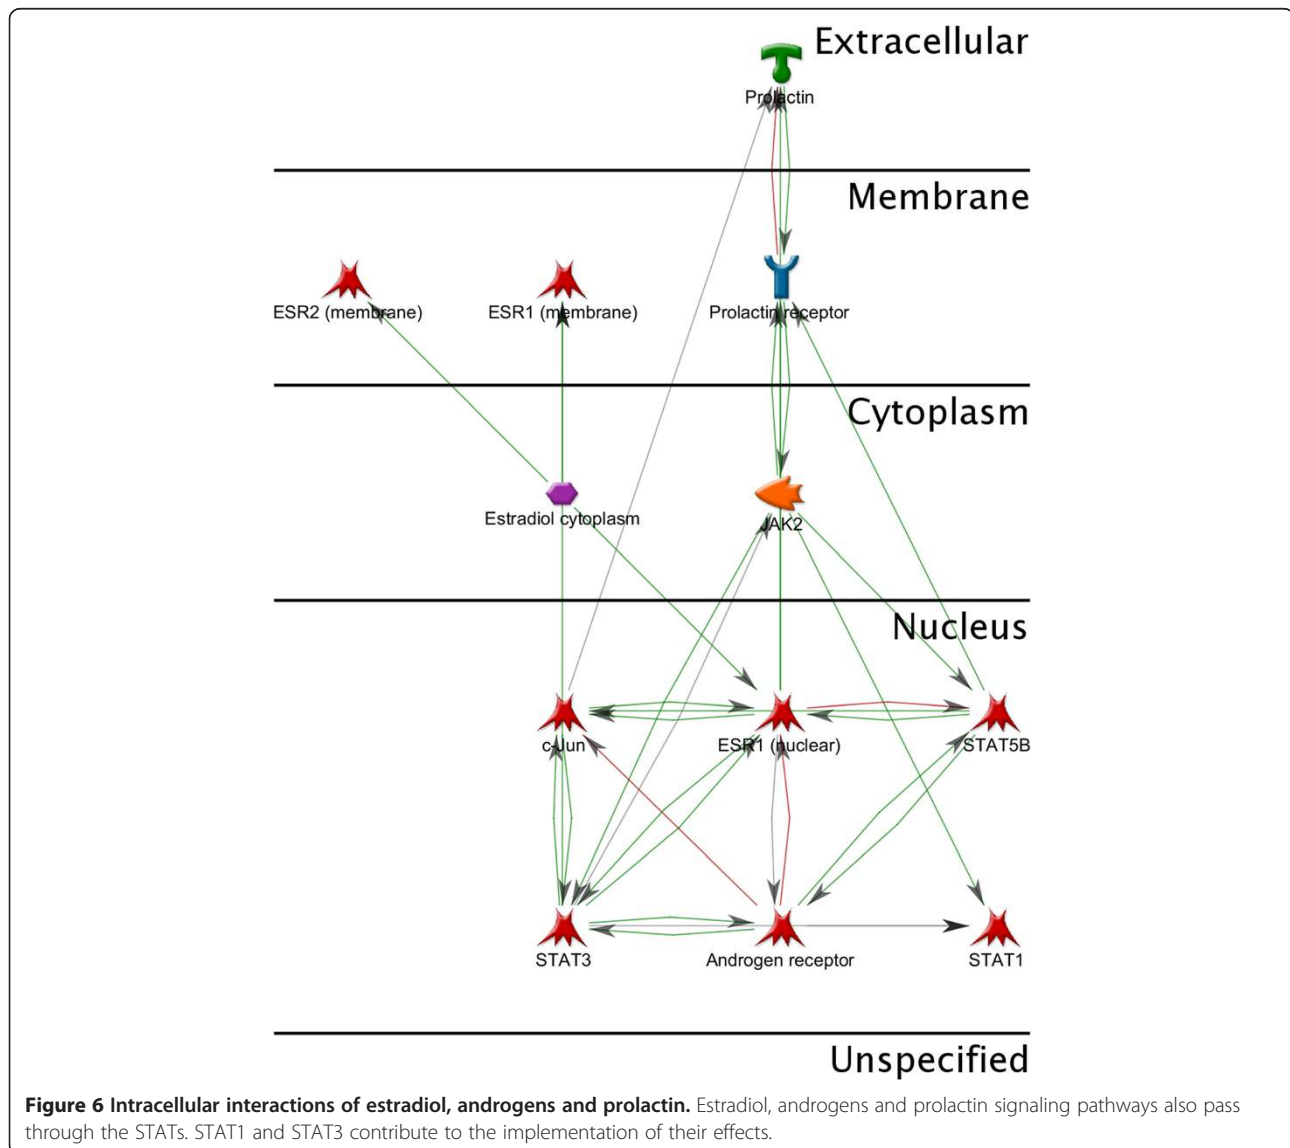 Extracellular
Prolactin
Membrane
ESR2 (membrane)
ESR1 (membrane)
Prolactin receptor
Cytoplasm
Estradiol cytoplasm
JAK2
Nucleus
c-Jun
ESR1 (nuclear)
STAT5B
STAT3
Androgen receptor
STAT1
Unspecified
Figure 6 Intracellular interactions of estradiol, androgens and prolactin. Estradiol, androgens and prolactin signaling pathways also pass
through the STATs. STAT1 and STAT3 contribute to the implementation of their effects.